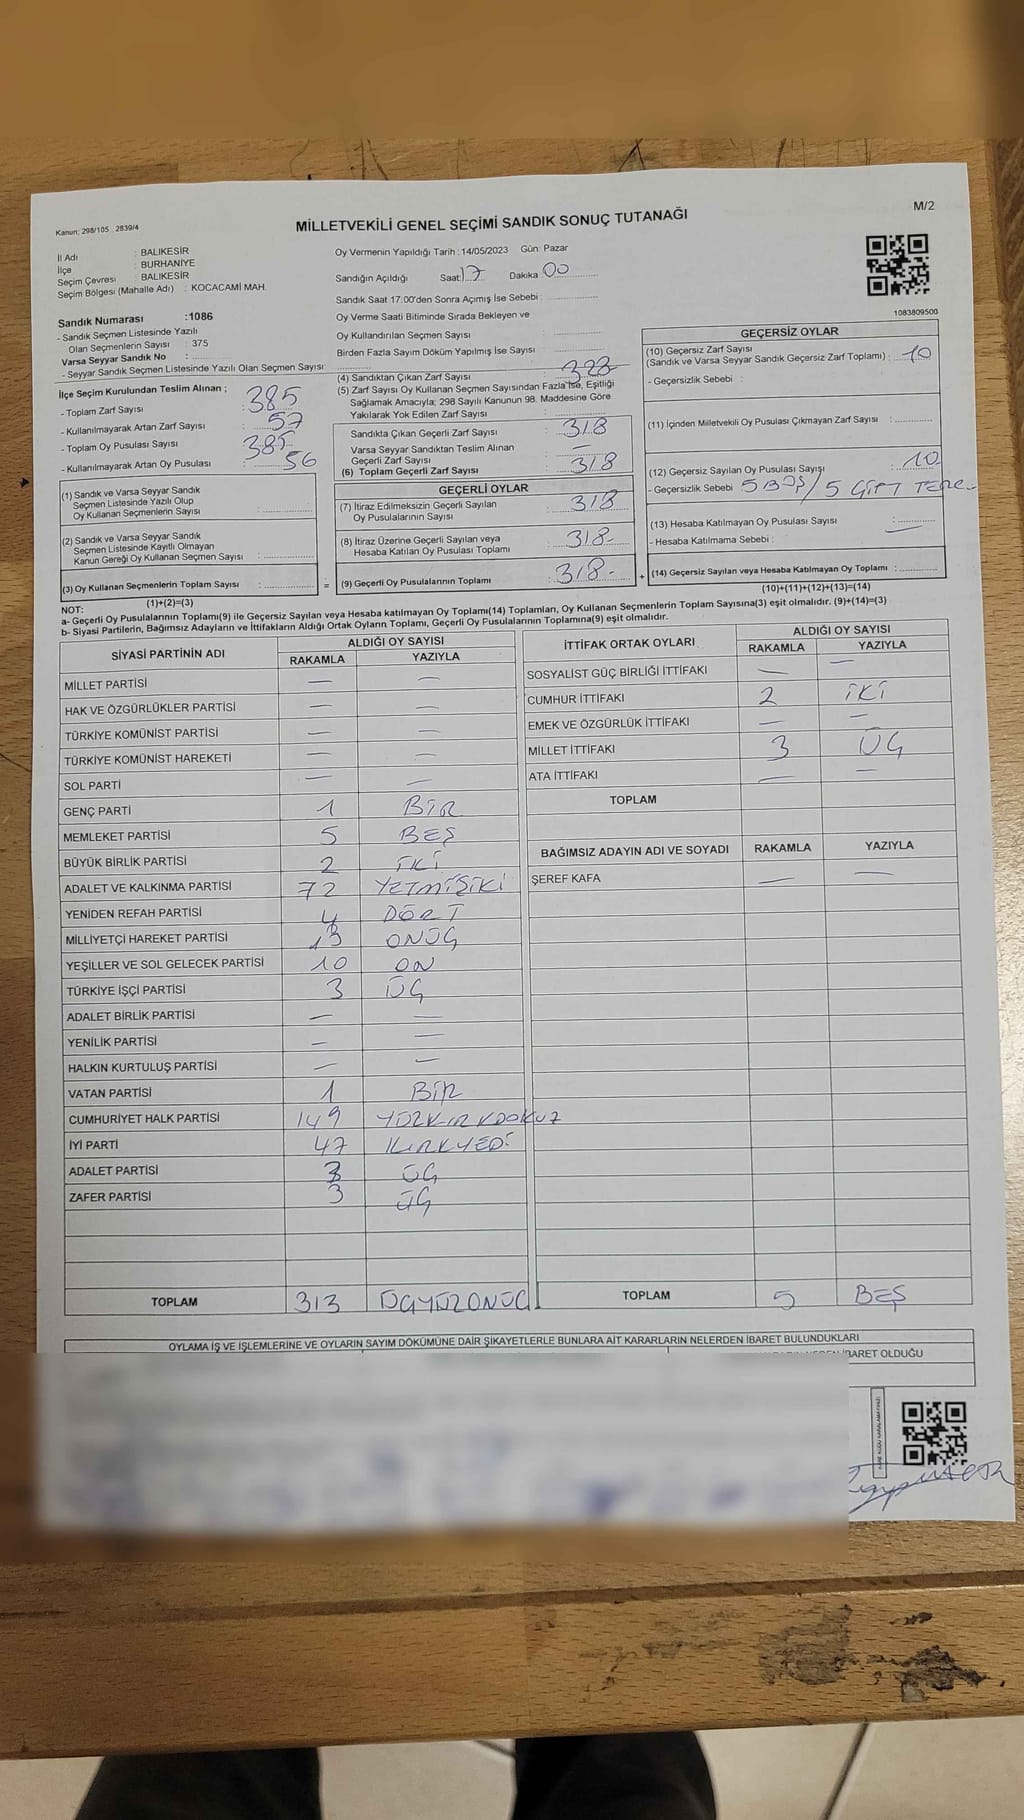 M/2
Kanun; 298/105 , 2839/4
MİLLETVEKİLİ GENEL SEÇİMİ SANDIK SONUÇ TUTANAĞI
İl Adı : BALIKESİR
İlçe : BURHANİYE
Seçim Çevresi : BALIKESİR
Seçim Bölgesi (Mahalle Adı) : KOCACAMİ MAH.
Sandık Numarası :1086
- Sandık Seçmen Listesinde Yazılı
Olan Seçmenlerin Sayısı : 375
Varsa Seyyar Sandık No :
- Seyyar Sandık Seçmen Listesinde Yazılı Olan Seçmen Sayısı:
İlçe Seçim Kurulundan Teslim Alınan ;
- Toplam Zarf Sayısı : 385
- Kullanılmayarak Artan Zarf Sayısı : 57
- Toplam Oy Pusulası Sayısı : 385
- Kullanılmayarak Artan Oy Pusulası : 56
(1) Sandık ve Varsa Seyyar Sandık
Seçmen Listesinde Yazılı Olup
Oy Kullanan Seçmenlerin Sayısı :
(2) Sandık ve Varsa Seyyar Sandık
Seçmen Listesinde Kayıtlı Olmayan
Kanun Gereği Oy Kullanan Seçmen Sayısı :
(3) Oy Kullanan Seçmenlerin Toplam Sayısı :
(1)+(2)=(3)
Oy Vermenin Yapıldığı Tarih : 14/05/2023 Gün: Pazar
Sandığın Açıldığı Saat: 17 Dakika: 00
Sandık Saat 17:00'den Sonra Açımış İse Sebebi :
Oy Verme Saati Bitiminde Sırada Bekleyen ve
Oy Kullandırılan Seçmen Sayısı
Birden Fazla Sayım Döküm Yapılmış İse Sayısı :
(4) Sandıktan Çıkan Zarf Sayısı : 328
(5) Zarf Sayısı Oy Kullanan Seçmen Sayısından Fazla İse, Eşitliği
Sağlamak Amacıyla; 298 Sayılı Kanunun 98. Maddesine Göre
Yakılarak Yok Edilen Zarf Sayısı :
Sandıkta Çıkan Geçerli Zarf Sayısı : 318
Varsa Seyyar Sandıktan Teslim Alınan
Geçerli Zarf Sayısı :
(6) Toplam Geçerli Zarf Sayısı : 318
GEÇERLİ OYLAR
(7) İtiraz Edilmeksizin Geçerli Sayılan
Oy Pusulalarının Sayısı : 318
(8) İtiraz Üzerine Geçerli Sayılan veya
Hesaba Katılan Oy Pusulası Toplamı : 318-
= (9) Geçerli Oy Pusulalarının Toplamı : 318-
1083809500
GEÇERSİZ OYLAR
(10) Geçersiz Zarf Sayısı
(Sandık ve Varsa Seyyar Sandık Geçersiz Zarf Toplamı) : 10
- Geçersizlik Sebebi :
(11) İçinden Milletvekili Oy Pusulası Çıkmayan Zarf Sayısı :
(12) Geçersiz Sayılan Oy Pusulası Sayısı : 10
- Geçersizlik Sebebi 5 BOŞ/5 ÇİFT TERC-
(13) Hesaba Katılmayan Oy Pusulası Sayısı :
- Hesaba Katılmama Sebebi :
+ (14) Geçersiz Sayılan veya Hesaba Katılmayan Oy Toplamı :
(10)+(11)+(12)+(13)=(14)
NOT:
a- Geçerli Oy Pusulalarının Toplamı(9) ile Geçersiz Sayılan veya Hesaba katılmayan Oy Toplamı(14) Toplamları, Oy Kullanan Seçmenlerin Toplam Sayısına(3) eşit olmalıdır. (9)+(14)=(3)
b- Siyasi Partilerin, Bağımsız Adayların ve İttifakların Aldığı Ortak Oyların Toplamı, Geçerli Oy Pusulalarının Toplamına(9) eşit olmalıdır.
SİYASİ PARTİNİN ADI ALDIĞI OY SAYISI
RAKAMLA YAZIYLA
MİLLET PARTİSİ — —
HAK VE ÖZGÜRLÜKLER PARTİSİ — —
TÜRKİYE KOMÜNİST PARTİSİ — —
TÜRKİYE KOMÜNİST HAREKETİ — —
SOL PARTİ — —
GENÇ PARTİ 1 BİR
MEMLEKET PARTİSİ 5 BEŞ
BÜYÜK BİRLİK PARTİSİ 2 İKİ
ADALET VE KALKINMA PARTİSİ 72 YETMİŞİKİ
YENİDEN REFAH PARTİSİ 4 DÖRT
MİLLİYETÇİ HAREKET PARTİSİ 13 ONÜÇ
YEŞİLLER VE SOL GELECEK PARTİSİ 10 ON
TÜRKİYE İŞÇİ PARTİSİ 3 ÜÇ
ADALET BİRLİK PARTİSİ — —
YENİLİK PARTİSİ — —
HALKIN KURTULUŞ PARTİSİ — —
VATAN PARTİSİ 1 BİR
CUMHURİYET HALK PARTİSİ 149 YÜZKIRKDOKUZ
İYİ PARTİ 47 KIRKYEDİ
ADALET PARTİSİ 3 ÜÇ
ZAFER PARTİSİ 3 ÜÇ
TOPLAM 313 ÜÇYÜZONÜÇ
İTTİFAK ORTAK OYLARI ALDIĞI OY SAYISI
RAKAMLA YAZIYLA
SOSYALİST GÜÇ BİRLİĞİ İTTİFAKI — —
CUMHUR İTTİFAKI 2 İKİ
EMEK VE ÖZGÜRLÜK İTTİFAKI — —
MİLLET İTTİFAKI 3 ÜÇ
ATA İTTİFAKI — —
TOPLAM
BAĞIMSIZ ADAYIN ADI VE SOYADI RAKAMLA YAZIYLA
ŞEREF KAFA — —
TOPLAM 5 BEŞ
OYLAMA İŞ VE İŞLEMLERİNE VE OYLARIN SAYIM DÖKÜMÜNE DAİR ŞİKAYETLERLE BUNLARA AİT KARARLARIN NELERDEN İBARET BULUNDUKLARI
İBARET OLDUĞU